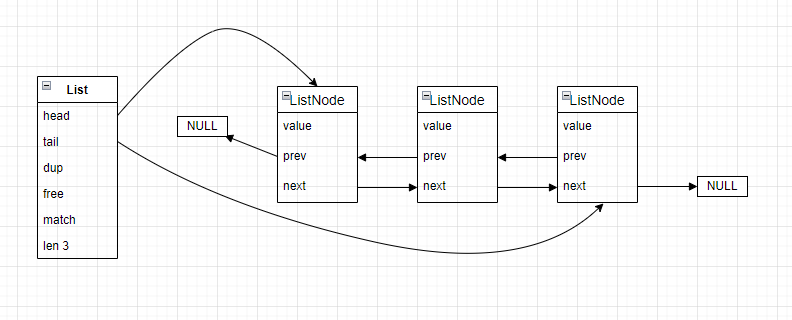 List
head
tail
dup
free
match
len 3
NULL
ListNode
value
prev
next
ListNode
value
prev
next
ListNode
value
prev
next
NULL